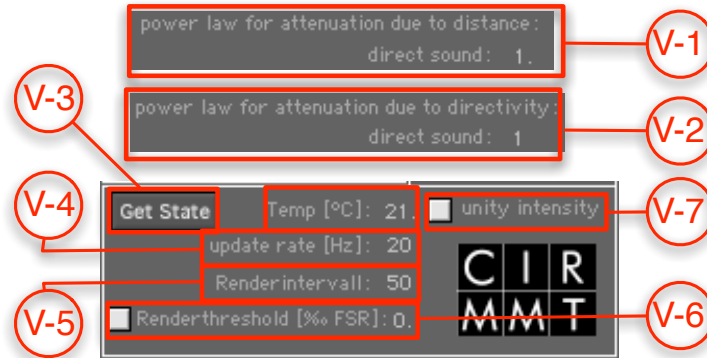 power law for attenuation due to distance:
direct sound: 1.
V-1
power law for attenuation due to directivity:
direct sound: 1
V-2
V-3
Get State
Temp [°C]: 21.
unity intensity
V-4
V-7
update rate [Hz]: 20
Renderintervall: 50
V-5
Renderthreshold [‰ FSR]: 0.
V-6
CIR
MMT